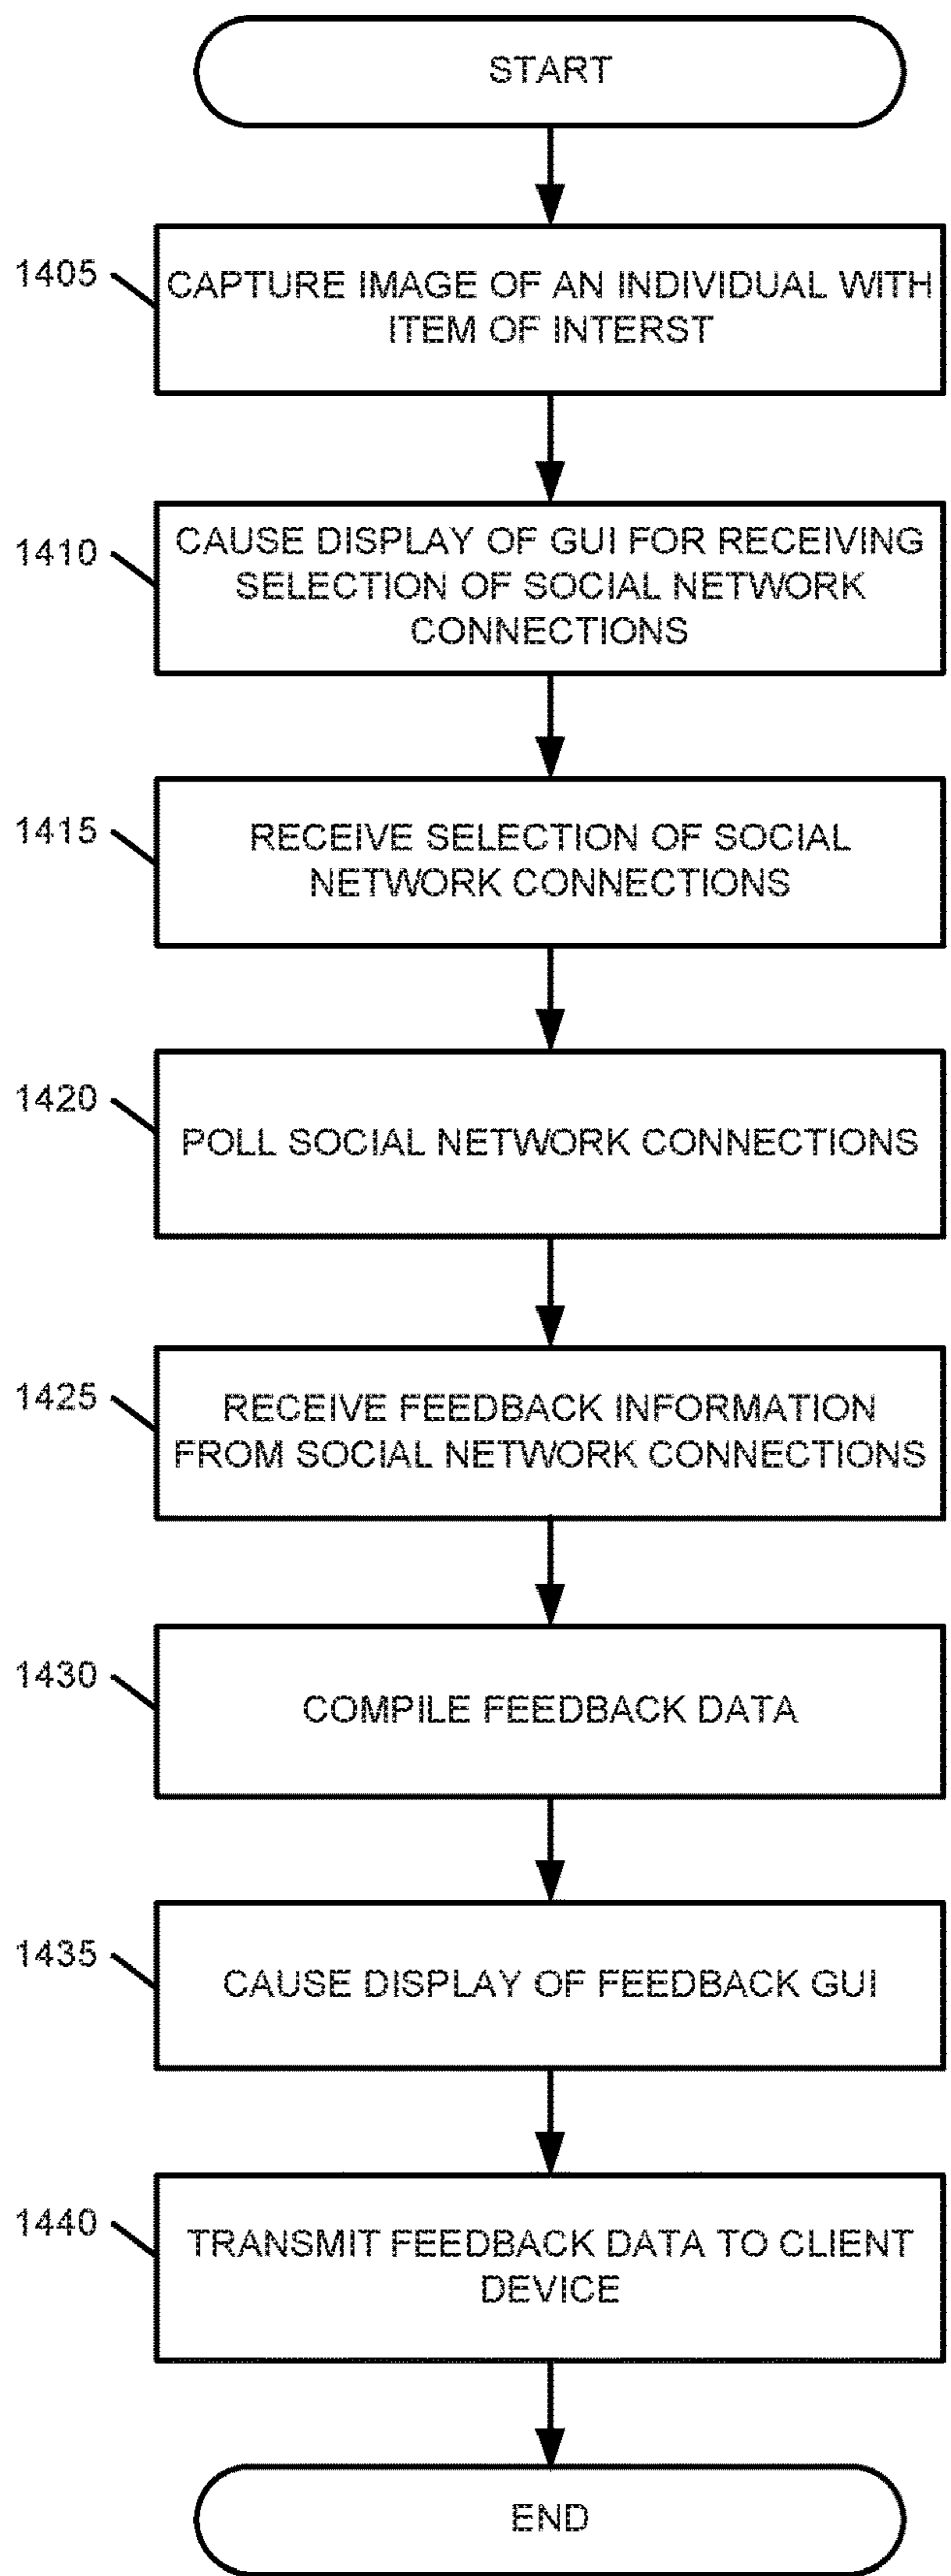 START
1405
CAPTURE IMAGE OF AN INDIVIDUAL WITH
ITEM OF INTERST
1410
CAUSE DISPLAY OF GUI FOR RECEIVING
SELECTION OF SOCIAL NETWORK
CONNECTIONS
1415
RECEIVE SELECTION OF SOCIAL
NETWORK CONNECTIONS
1420
POLL SOCIAL NETWORK CONNECTIONS
1425
RECEIVE FEEDBACK INFORMATION
FROM SOCIAL NETWORK CONNECTIONS
1430
COMPILE FEEDBACK DATA
1435
CAUSE DISPLAY OF FEEDBACK GUI
1440
TRANSMIT FEEDBACK DATA TO CLIENT
DEVICE
END